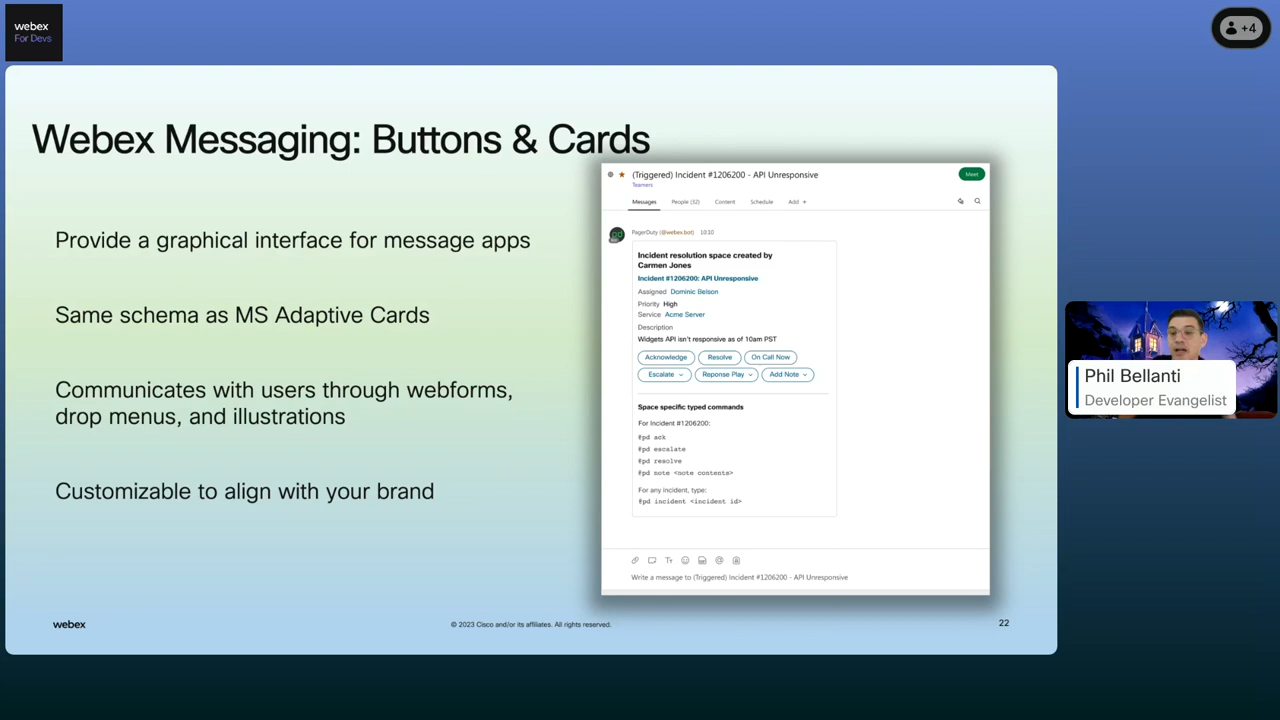 webex
For Devs
+4
Webex Messaging: Buttons & Cards
Provide a graphical interface for message apps
Same schema as MS Adaptive Cards
Communicates with users through webforms,
drop menus, and illustrations
Customizable to align with your brand
(Triggered) Incident #1206200 - API Unresponsive
Teamers
Meet
Messages People (32) Content Schedule Add +
PagerDuty (@webex.bot) 10:10
Incident resolution space created by
Carmen Jones
Incident #1206200: API Unresponsive
Assigned Dominic Belson
Priority High
Service Acme Server
Description
Widgets API isn't responsive as of 10am PST
Acknowledge Resolve On Call Now
Escalate Reponse Play Add Note
Space specific typed commands
For Incident #1206200:
#pd ack
#pd escalate
#pd resolve
#pd note <note contents>
For any incident, type:
#pd incident <incident id>
Write a message to (Triggered) Incident #1206200 - API Unresponsive
webex
© 2023 Cisco and/or its affiliates. All rights reserved.
22
Phil Bellanti
Developer Evangelist